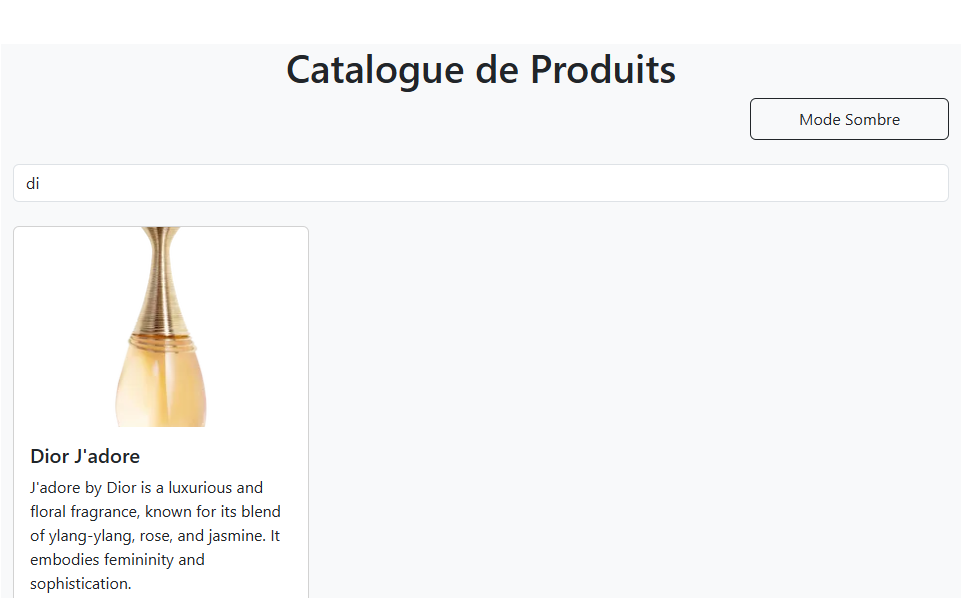 Catalogue de Produits
Mode Sombre
di
Dior J'adore
J'adore by Dior is a luxurious and
floral fragrance, known for its blend
of ylang-ylang, rose, and jasmine. It
embodies femininity and
sophistication.